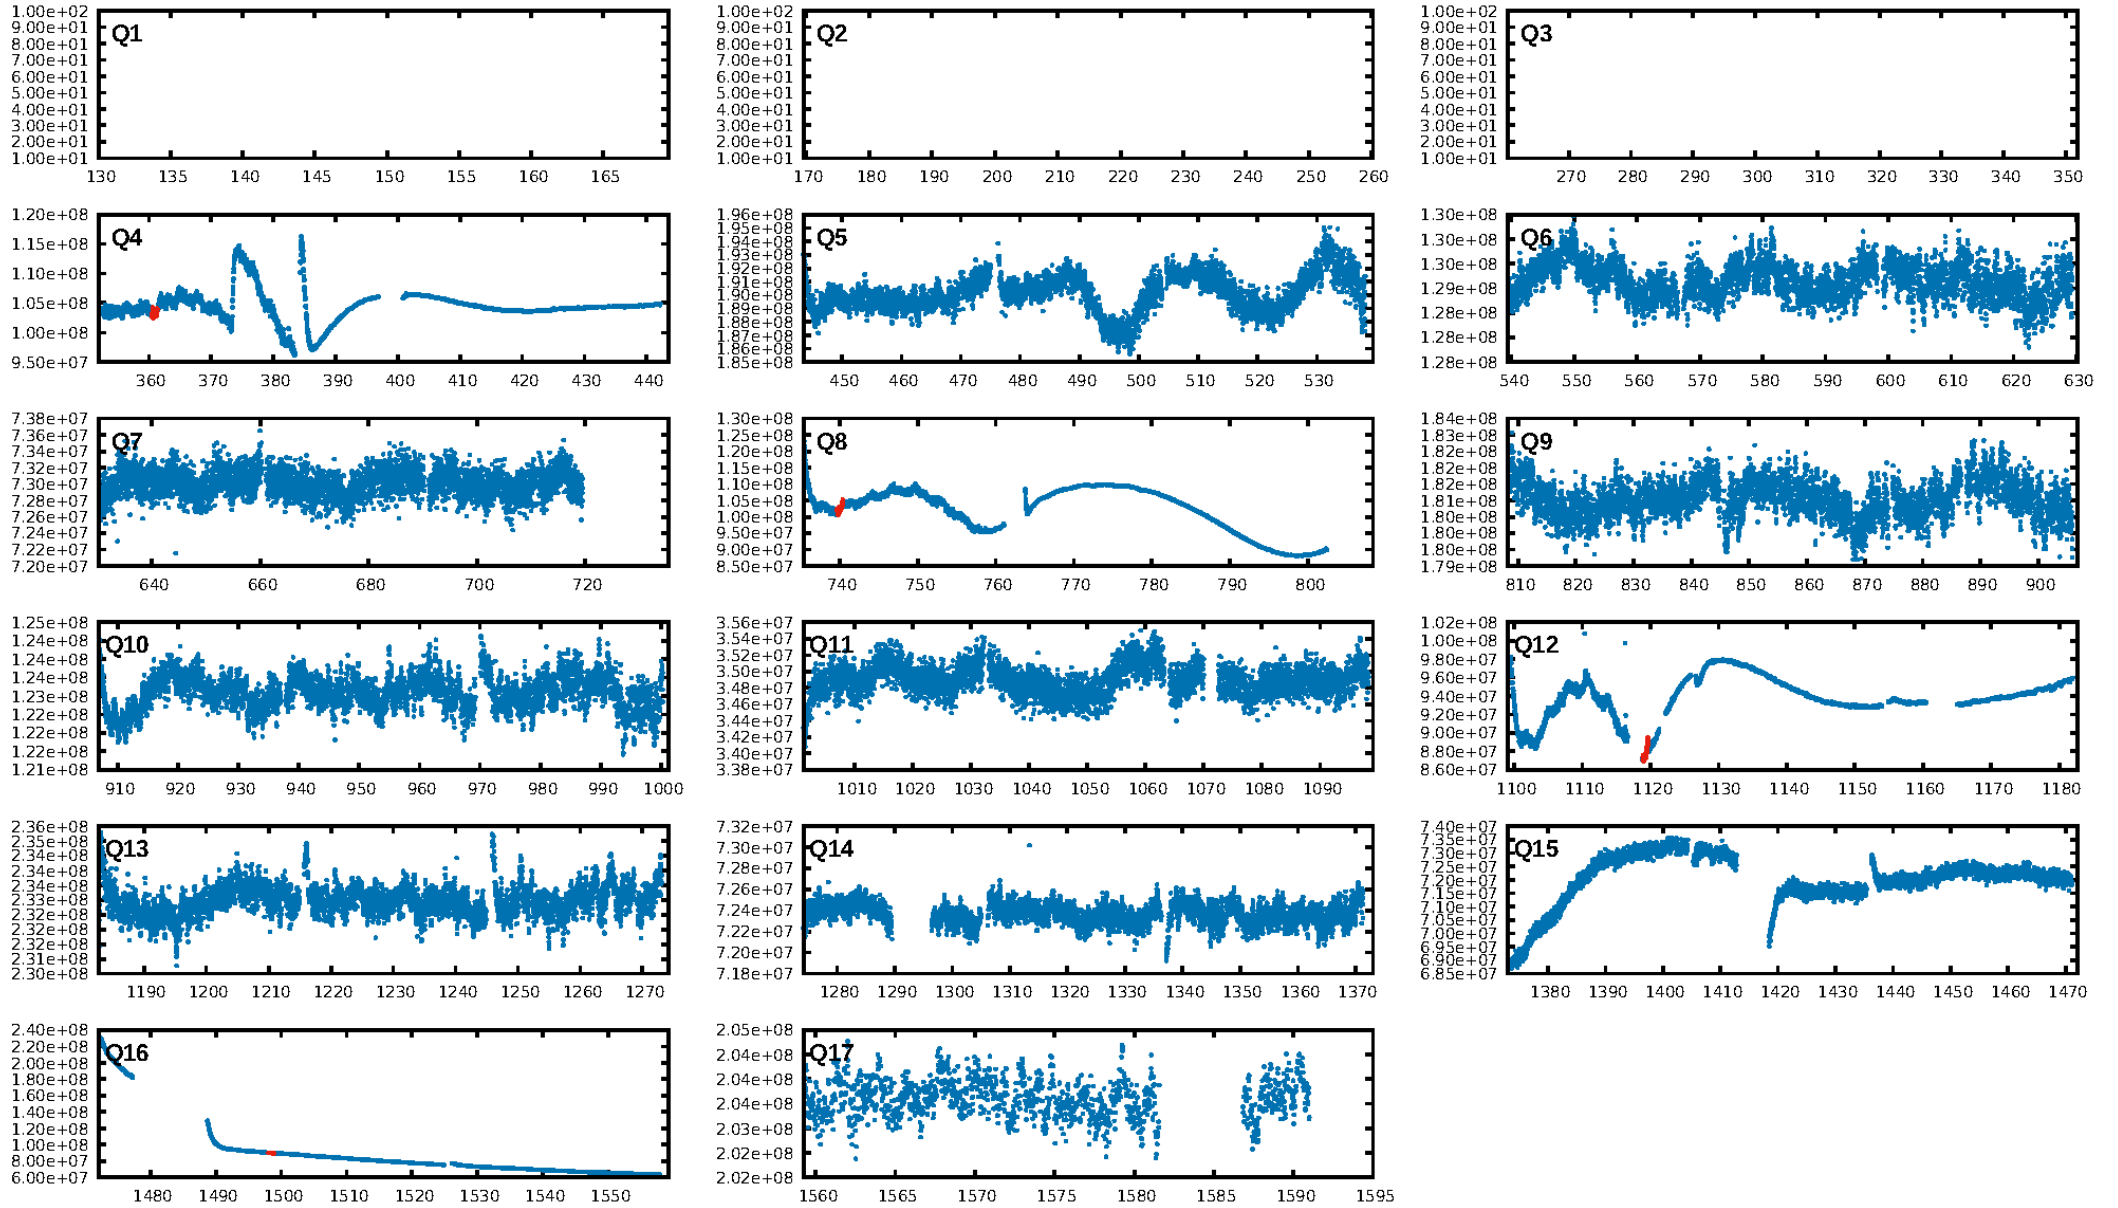 1.00e+02 9.00e+01 8.00e+01 7.00e+01 6.00e+01 5.00e+01 4.00e+01 3.00e+01 2.00e+01 1.00e+01
Q1
130 135 140 145 150 155 160 165
1.00e+02 9.00e+01 8.00e+01 7.00e+01 6.00e+01 5.00e+01 4.00e+01 3.00e+01 2.00e+01 1.00e+01
Q2
170 180 190 200 210 220 230 240 250 260
1.00e+02 9.00e+01 8.00e+01 7.00e+01 6.00e+01 5.00e+01 4.00e+01 3.00e+01 2.00e+01 1.00e+01
Q3
270 280 290 300 310 320 330 340 350
1.20e+08 1.15e+08 1.10e+08 1.05e+08 1.00e+08 9.50e+07
Q4
360 370 380 390 400 410 420 430 440
1.96e+08 1.95e+08 1.94e+08 1.93e+08 1.92e+08 1.91e+08 1.90e+08 1.89e+08 1.88e+08 1.87e+08 1.86e+08 1.85e+08
Q5
450 460 470 480 490 500 510 520 530
1.30e+08 1.30e+08 1.30e+08 1.29e+08 1.28e+08 1.28e+08 1.28e+08
Q6
540 550 560 570 580 590 600 610 620 630
7.38e+07 7.36e+07 7.34e+07 7.32e+07 7.30e+07 7.28e+07 7.26e+07 7.24e+07 7.22e+07 7.20e+07
Q7
640 660 680 700 720
1.30e+08 1.25e+08 1.20e+08 1.15e+08 1.10e+08 1.05e+08 1.00e+08 9.50e+07 9.00e+07 8.50e+07
Q8
740 750 760 770 780 790 800
1.84e+08 1.83e+08 1.82e+08 1.82e+08 1.81e+08 1.80e+08 1.80e+08 1.80e+08 1.79e+08
Q9
810 820 830 840 850 860 870 880 890 900
1.25e+08 1.24e+08 1.24e+08 1.24e+08 1.23e+08 1.22e+08 1.22e+08 1.22e+08 1.21e+08
Q10
910 920 930 940 950 960 970 980 990 1000
3.56e+07 3.54e+07 3.52e+07 3.50e+07 3.48e+07 3.46e+07 3.44e+07 3.42e+07 3.40e+07 3.38e+07
Q11
1010 1020 1030 1040 1050 1060 1070 1080 1090
1.02e+08 1.00e+08 9.80e+07 9.60e+07 9.40e+07 9.20e+07 9.00e+07 8.80e+07 8.60e+07
Q12
1100 1110 1120 1130 1140 1150 1160 1170 1180
2.36e+08 2.35e+08 2.34e+08 2.34e+08 2.33e+08 2.32e+08 2.32e+08 2.31e+08 2.30e+08
Q13
1190 1200 1210 1220 1230 1240 1250 1260 1270
7.32e+07 7.30e+07 7.28e+07 7.26e+07 7.24e+07 7.22e+07 7.20e+07 7.18e+07
Q14
1280 1290 1300 1310 1320 1330 1340 1350 1360 1370
7.40e+07 7.35e+07 7.30e+07 7.25e+07 7.20e+07 7.15e+07 7.10e+07 7.05e+07 7.00e+07 6.95e+07 6.90e+07 6.85e+07
Q15
1380 1390 1400 1410 1420 1430 1440 1450 1460 1470
2.40e+08 2.20e+08 2.00e+08 1.80e+08 1.60e+08 1.40e+08 1.20e+08 1.00e+08 8.00e+07 6.00e+07
Q16
1480 1490 1500 1510 1520 1530 1540 1550
2.05e+08 2.04e+08 2.04e+08 2.04e+08 2.03e+08 2.02e+08 2.02e+08
Q17
1560 1565 1570 1575 1580 1585 1590 1595